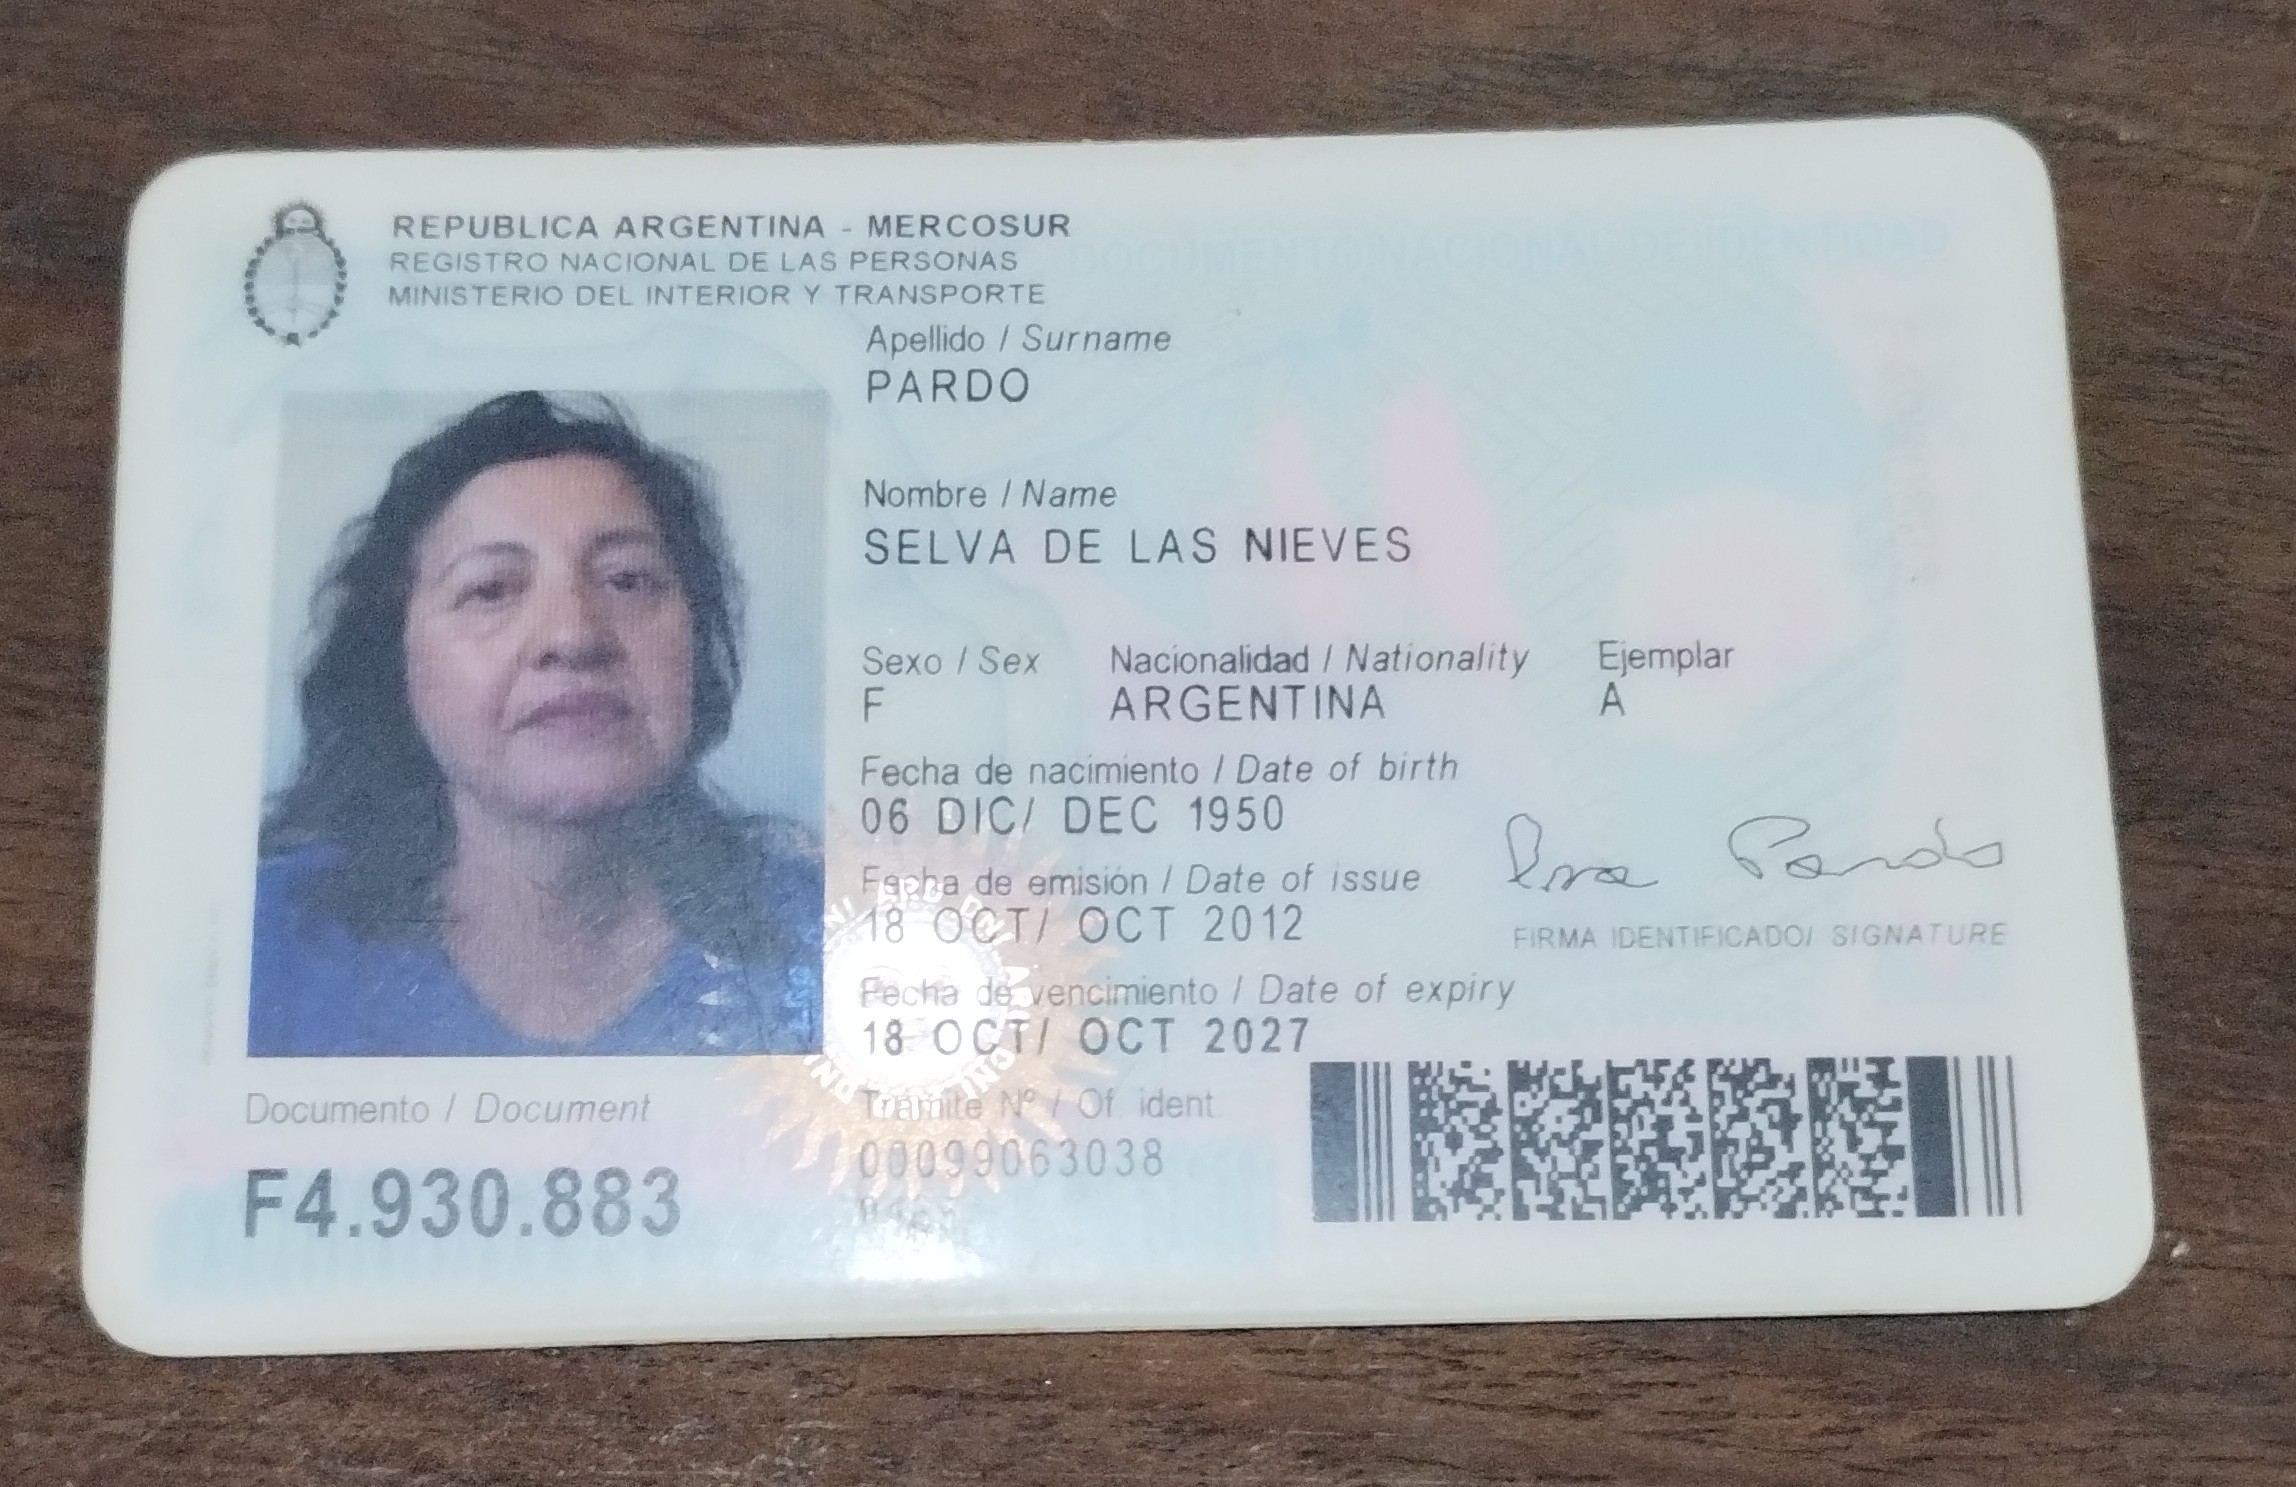 REPUBLICA ARGENTINA - MERCOSUR
REGISTRO NACIONAL DE LAS PERSONAS
MINISTERIO DEL INTERIOR Y TRANSPORTE
DOCUMENTO NACIONAL DE IDENTIDAD
Apellido / Surname
PARDO
Nombre / Name
SELVA DE LAS NIEVES
Sexo / Sex Nacionalidad / Nationality Ejemplar
F ARGENTINA A
Fecha de nacimiento / Date of birth
06 DIC/ DEC 1950
Fecha de emisión / Date of issue
18 OCT/ OCT 2012
Pardo
FIRMA IDENTIFICADO/ SIGNATURE
Fecha de vencimiento / Date of expiry
18 OCT/ OCT 2027
Documento / Document
F4.930.883
Trámite Nº / Of. ident.
00099063038